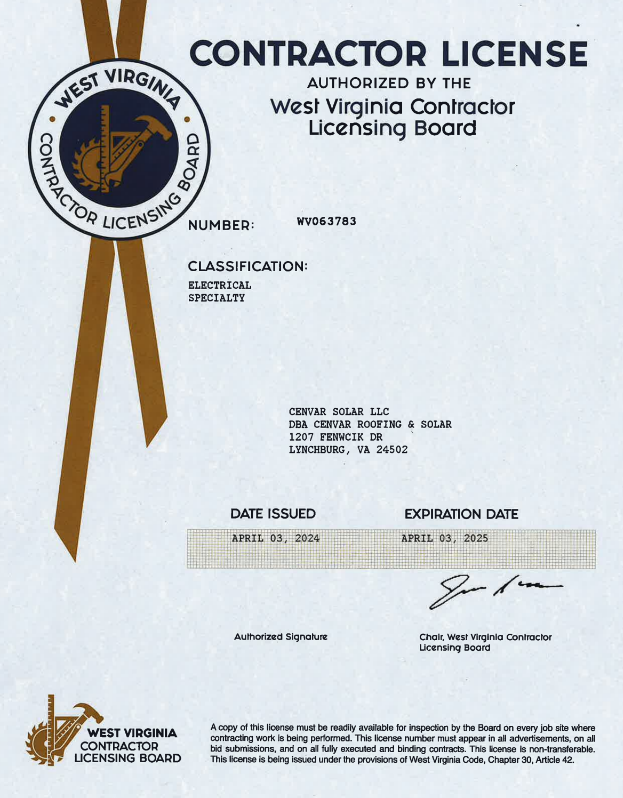 CONTRACTOR LICENSE
AUTHORIZED BY THE
West Virginia Contractor
Licensing Board
WEST VIRGINIA
CONTRACTOR LICENSING BOARD
NUMBER: WV063783
CLASSIFICATION:
ELECTRICAL
SPECIALTY
CENVAR SOLAR LLC
DBA CENVAR ROOFING & SOLAR
1207 FENWCIK DR
LYNCHBURG, VA 24502
DATE ISSUED EXPIRATION DATE
APRIL 03, 2024 APRIL 03, 2025
Authorized Signature
Chair, West Virginia Contractor
Licensing Board
WEST VIRGINIA
CONTRACTOR
LICENSING BOARD
A copy of this license must be readily available for inspection by the Board on every job site where
contracting work is being performed. This license number must appear in all advertisements, on all
bid submissions, and on all fully executed and binding contracts. This license is non-transferable.
This license is being issued under the provisions of West Virginia Code, Chapter 30, Article 42.